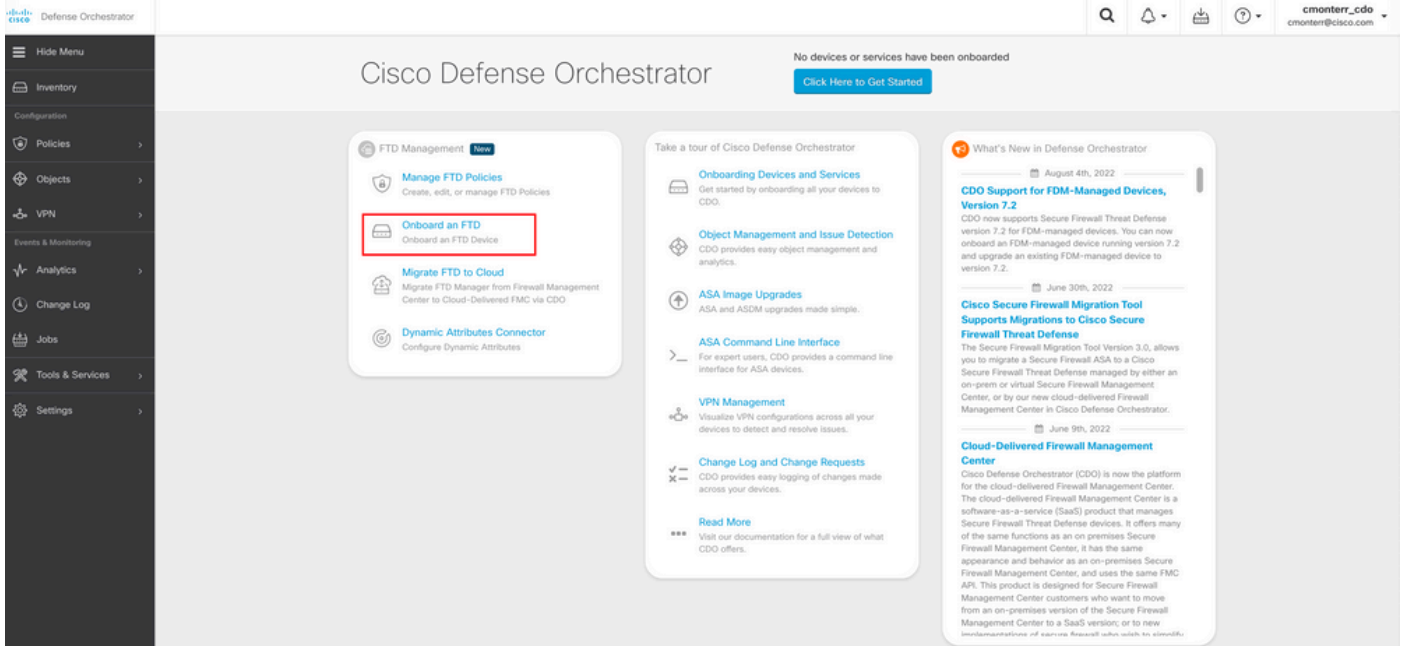 cisco
Defense Orchestrator
cmonterr_cdo
cmonterr@cisco.com
Hide Menu
Inventory
Configuration
Policies
Objects
VPN
Events & Monitoring
Analytics
Change Log
Jobs
Tools & Services
Settings
Cisco Defense Orchestrator
No devices or services have been onboarded
Click Here to Get Started
FTD Management New
Manage FTD Policies
Create, edit, or manage FTD Policies
Onboard an FTD
Onboard an FTD Device
Migrate FTD to Cloud
Migrate FTD Manager from Firewall Management
Center to Cloud-Delivered FMC via CDO
Dynamic Attributes Connector
Configure Dynamic Attributes
Take a tour of Cisco Defense Orchestrator
Onboarding Devices and Services
Get started by onboarding all your devices to
CDO.
Object Management and Issue Detection
CDO provides easy object management and
analytics.
ASA Image Upgrades
ASA and ASDM upgrades made simple.
ASA Command Line Interface
For expert users, CDO provides a command line
interface for ASA devices.
VPN Management
Visualize VPN configurations across all your
devices to detect and resolve issues.
Change Log and Change Requests
CDO provides easy logging of changes made
across your devices.
Read More
Visit our documentation for a full view of what
CDO offers.
What's New in Defense Orchestrator
August 4th, 2022
CDO Support for FDM-Managed Devices,
Version 7.2
CDO now supports Secure Firewall Threat Defense
version 7.2 for FDM-managed devices. You can now
onboard an FDM-managed device running version 7.2
and upgrade an existing FDM-managed device to
version 7.2.
June 30th, 2022
Cisco Secure Firewall Migration Tool
Supports Migrations to Cisco Secure
Firewall Threat Defense
The Secure Firewall Migration Tool Version 3.0, allows
you to migrate a Secure Firewall ASA to a Cisco
Secure Firewall Threat Defense managed by either an
on-prem or virtual Secure Firewall Management
Center, or by our new cloud-delivered Firewall
Management Center in Cisco Defense Orchestrator.
June 9th, 2022
Cloud-Delivered Firewall Management
Center
Cisco Defense Orchestrator (CDO) is now the platform
for the cloud-delivered Firewall Management Center.
The cloud-delivered Firewall Management Center is a
software-as-a-service (SaaS) product that manages
Secure Firewall Threat Defense devices. It offers many
of the same functions as an on premises Secure
Firewall Management Center, it has the same
appearance and behavior as an on-premises Secure
Firewall Management Center, and uses the same FMC
API. This product is designed for Secure Firewall
Management Center customers who want to move
from an on-premises version of the Secure Firewall
Management Center to a SaaS version; or to new
implementations of secure firewall who wish to simplify